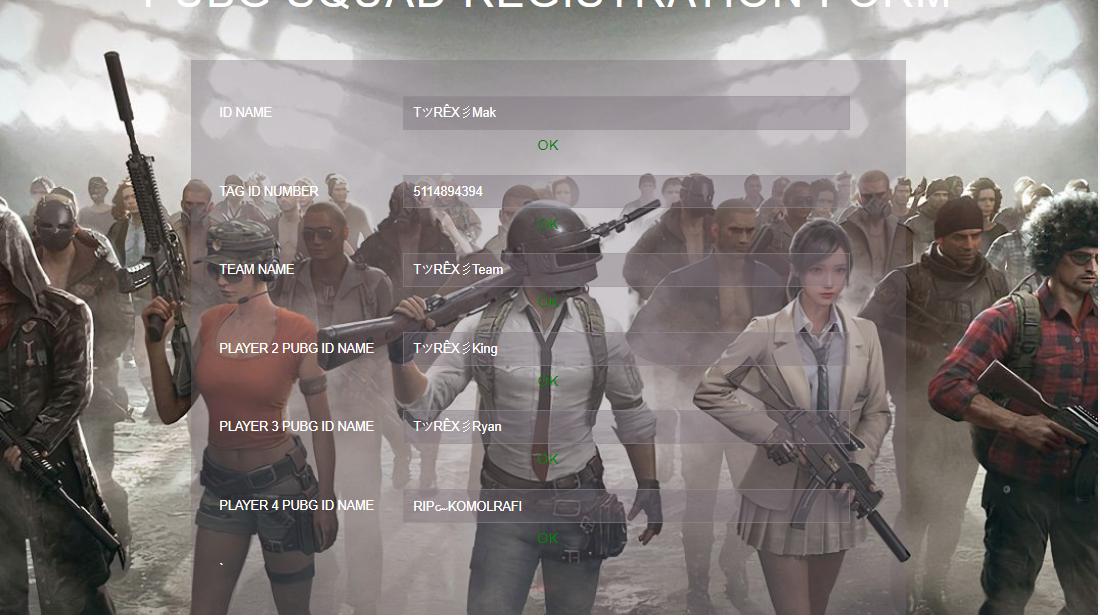 PUBG SQUAD REGISTRATION FORM
ID NAME TツRÊX彡Mak
OK
TAG ID NUMBER 5114894394
OK
TEAM NAME TツRÊX彡Team
OK
PLAYER 2 PUBG ID NAME TツRÊX彡King
OK
PLAYER 3 PUBG ID NAME TツRÊX彡Ryan
OK
PLAYER 4 PUBG ID NAME RIPᯓKOMOLRAFI
OK
`